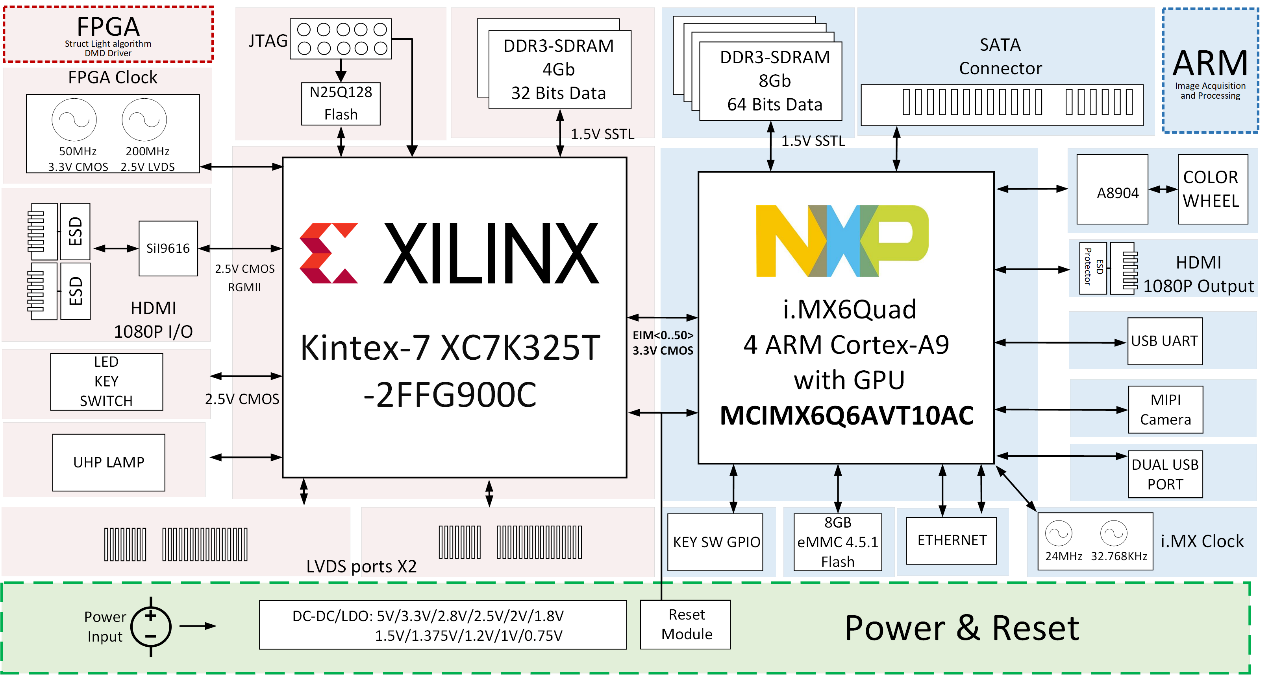 FPGA
Struct Light algorithm
DMD Driver
FPGA Clock
50MHz
3.3V CMOS
200MHz
2.5V LVDS
JTAG
N25Q128
Flash
DDR3-SDRAM
4Gb
32 Bits Data
1.5V SSTL
DDR3-SDRAM
8Gb
64 Bits Data
1.5V SSTL
SATA
Connector
ARM
Image Acquisition
and Processing
ESD
ESD
SiI9616
2.5V CMOS
RGMII
HDMI
1080P I/O
XILINX
Kintex-7 XC7K325T
-2FFG900C
EIM<0..50>
3.3V CMOS
NXP
i.MX6Quad
4 ARM Cortex-A9
with GPU
MCIMX6Q6AVT10AC
A8904
COLOR
WHEEL
ESD
Protector
HDMI
1080P Output
USB UART
MIPI
Camera
DUAL USB
PORT
LED
KEY
SWITCH
2.5V CMOS
UHP LAMP
LVDS ports X2
KEY SW GPIO
8GB
eMMC 4.5.1
Flash
ETHERNET
24MHz
32.768KHz
i.MX Clock
Power
Input
DC-DC/LDO: 5V/3.3V/2.8V/2.5V/2V/1.8V
1.5V/1.375V/1.2V/1V/0.75V
Reset
Module
Power & Reset